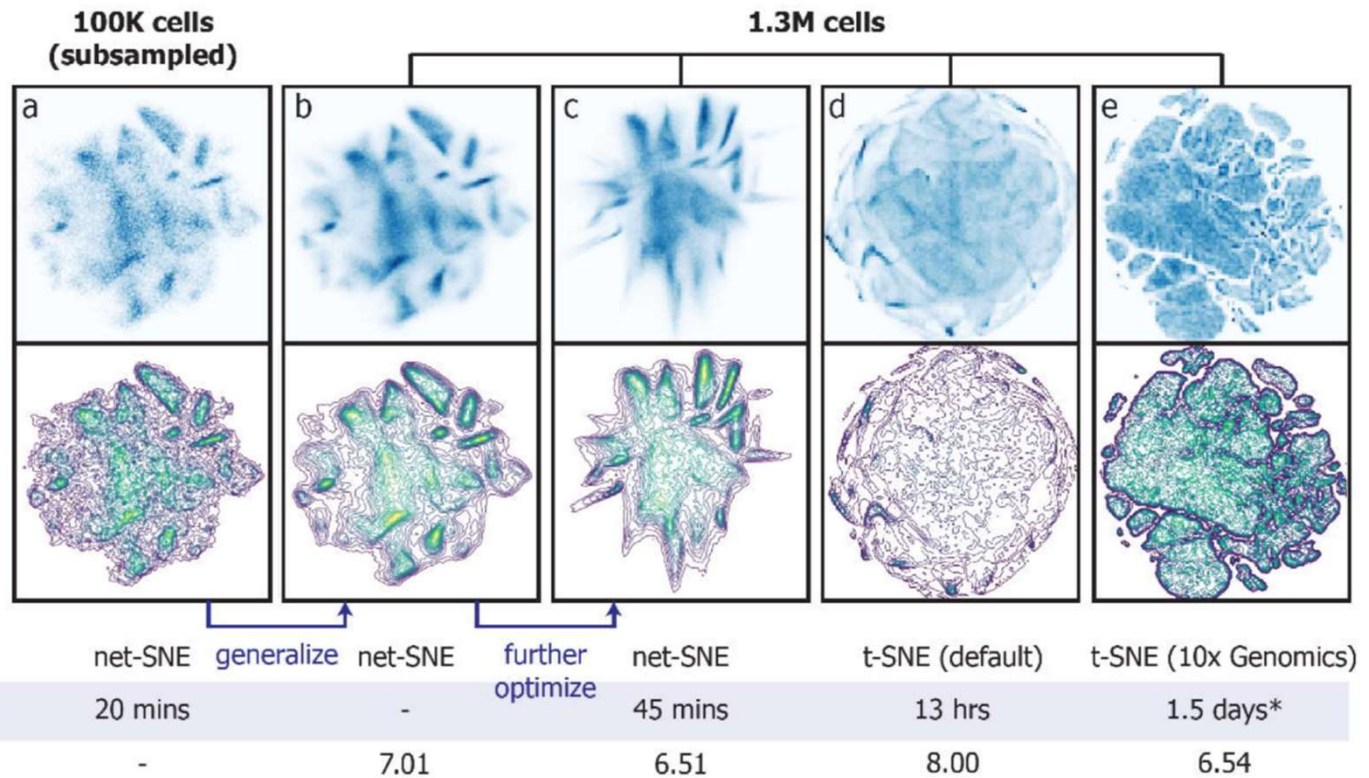 100K cells
(subsampled)
1.3M cells
a
b
c
d
e
net-SNE
generalize
net-SNE
further
optimize
net-SNE
t-SNE (default)
t-SNE (10x Genomics)
20 mins
-
45 mins
13 hrs
1.5 days*
-
7.01
6.51
8.00
6.54